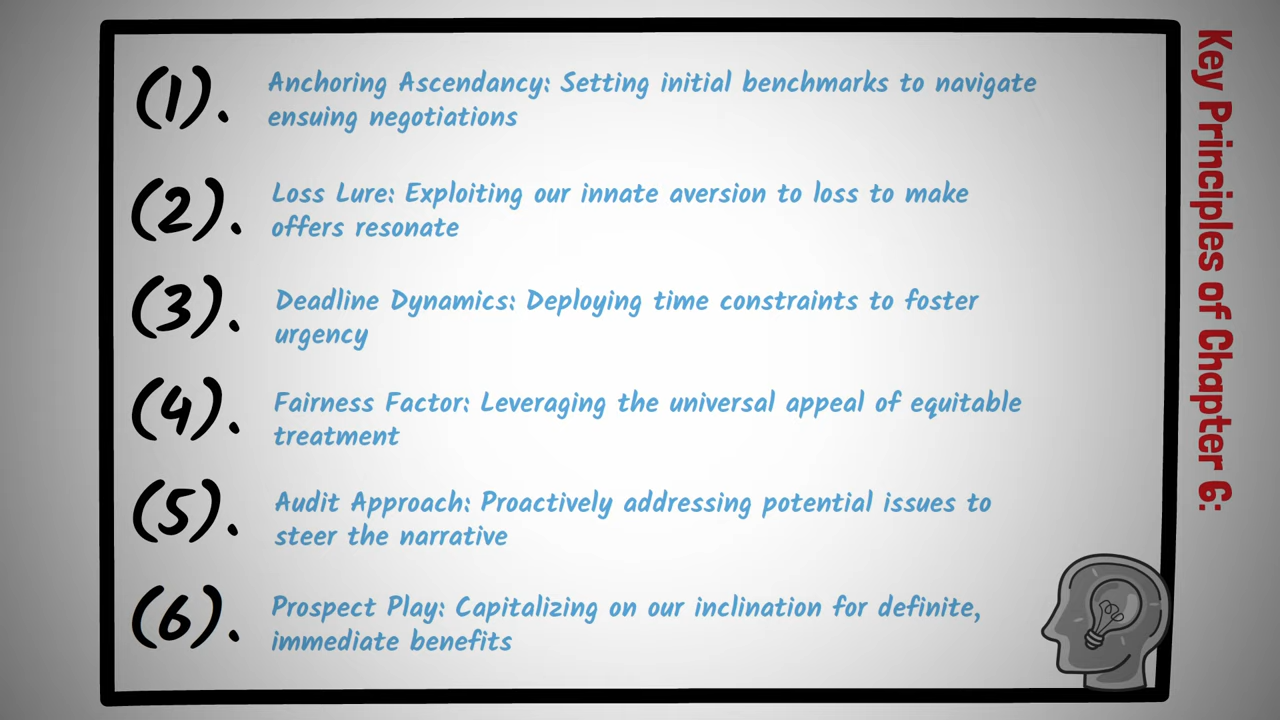 Key Principles of Chapter 6:
(1).
Anchoring Ascendancy: Setting initial benchmarks to navigate
ensuing negotiations
(2).
Loss Lure: Exploiting our innate aversion to loss to make
offers resonate
(3).
Deadline Dynamics: Deploying time constraints to foster
urgency
(4).
Fairness Factor: Leveraging the universal appeal of equitable
treatment
(5).
Audit Approach: Proactively addressing potential issues to
steer the narrative
(6).
Prospect Play: Capitalizing on our inclination for definite,
immediate benefits